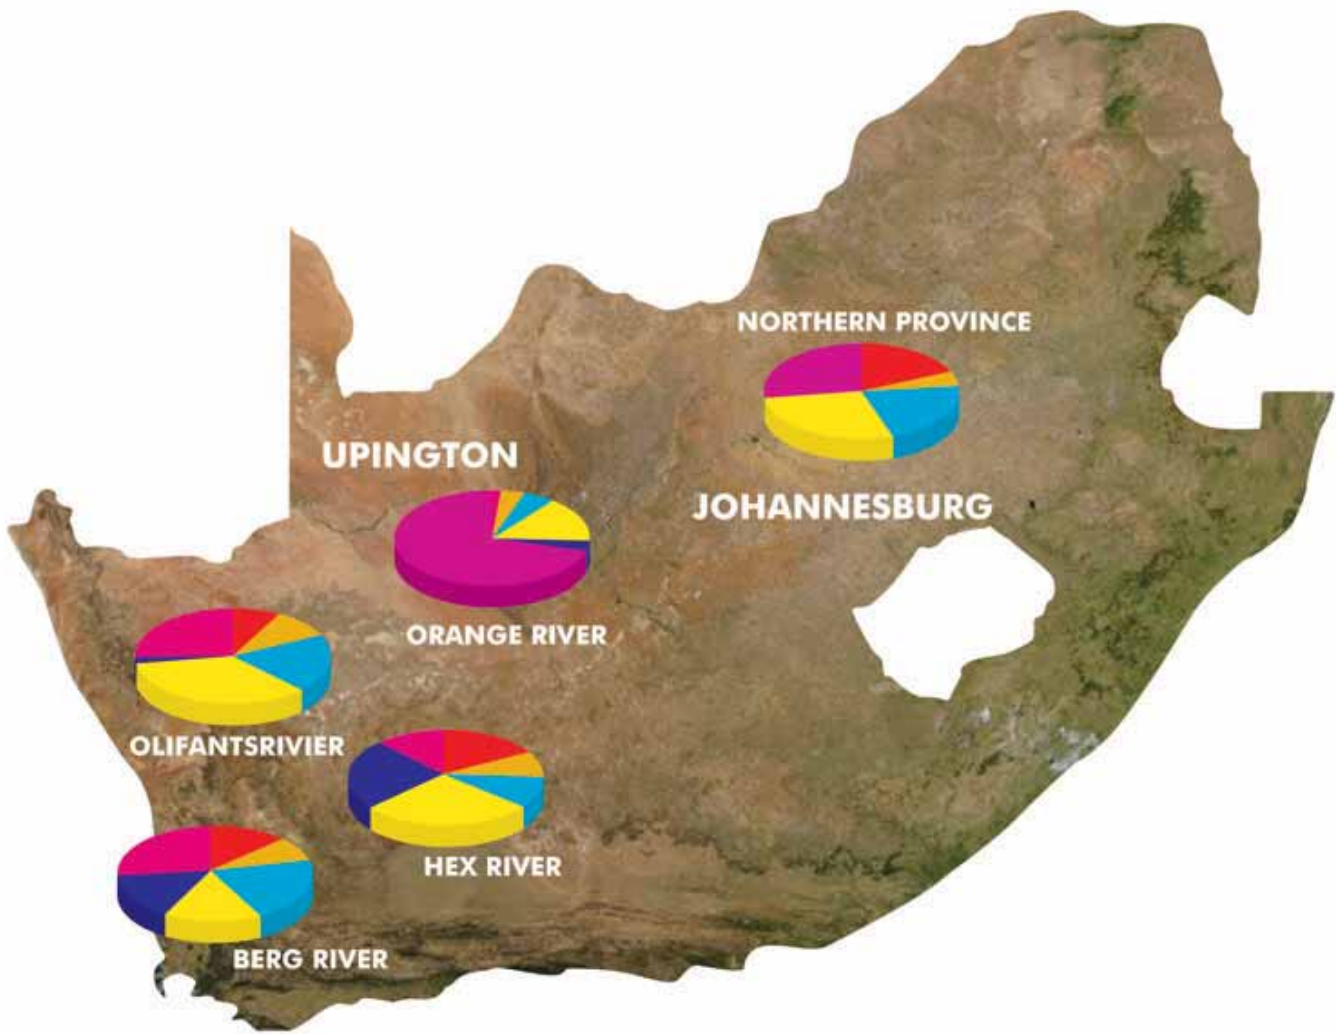 NORTHERN PROVINCE
UPINGTON
JOHANNESBURG
ORANGE RIVER
OLIFANTSRIVIER
HEX RIVER
BERG RIVER